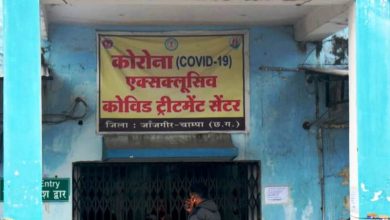 कोरोना (COVID-19)
एक्सक्लूसिव
कोविड ट्रीटमेंट सेंटर
जिला : जाँजगीर-चाम्पा (छ.ग.)
Entry
द्वार